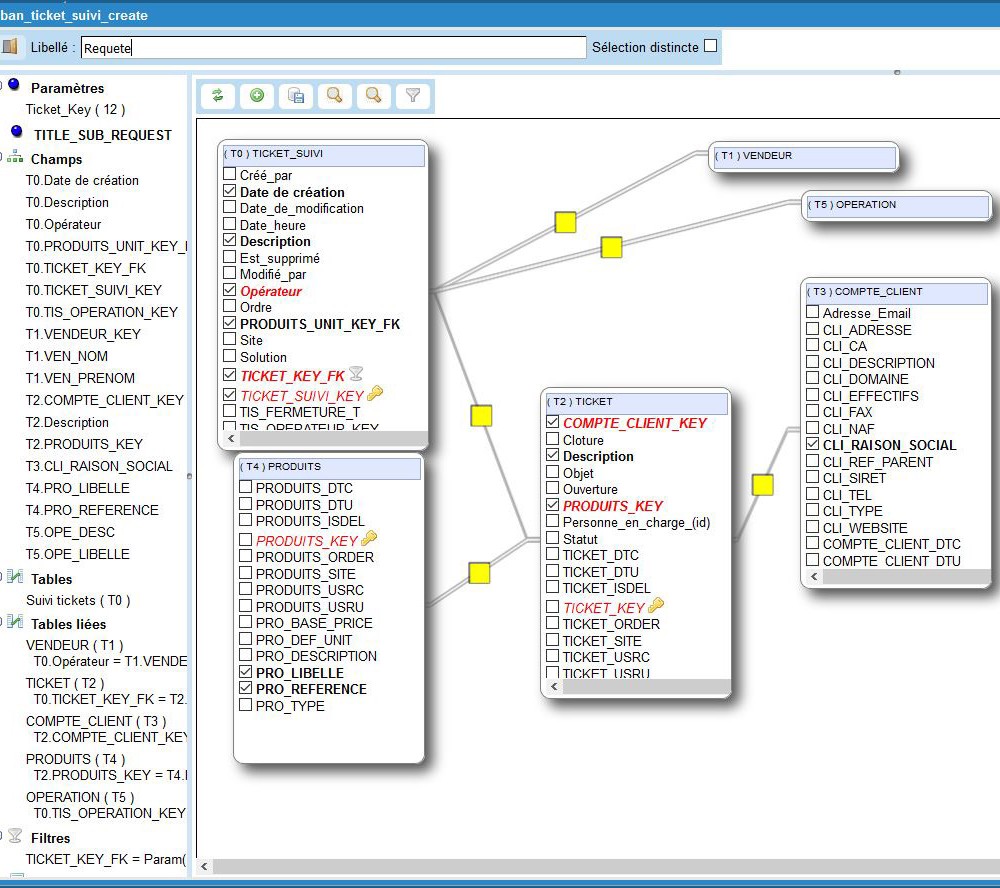 ban_ticket_suivi_create
Libellé : Requete Sélection distincte
Paramètres
Ticket_Key ( 12 )
TITLE_SUB_REQUEST
Champs
T0.Date de création
T0.Description
T0.Opérateur
T0.PRODUITS_UNIT_KEY_
T0.TICKET_KEY_FK
T0.TICKET_SUIVI_KEY
T0.TIS_OPERATION_KEY
T1.VENDEUR_KEY
T1.VEN_NOM
T1.VEN_PRENOM
T2.COMPTE_CLIENT_KEY
T2.Description
T2.PRODUITS_KEY
T3.CLI_RAISON_SOCIAL
T4.PRO_LIBELLE
T4.PRO_REFERENCE
T5.OPE_DESC
T5.OPE_LIBELLE
Tables
Suivi tickets ( T0 )
Tables liées
VENDEUR ( T1 )
T0.Opérateur = T1.VENDE
TICKET ( T2 )
T0.TICKET_KEY_FK = T2.
COMPTE_CLIENT ( T3 )
T2.COMPTE_CLIENT_KEY
PRODUITS ( T4 )
T2.PRODUITS_KEY = T4.
OPERATION ( T5 )
T0.TIS_OPERATION_KEY
Filtres
TICKET_KEY_FK = Param(
( T0 ) TICKET_SUIVI
Créé_par
Date de création
Date_de_modification
Date_heure
Description
Est_supprimé
Modifié_par
Opérateur
Ordre
PRODUITS_UNIT_KEY_FK
Site
Solution
TICKET_KEY_FK
TICKET_SUIVI_KEY
TIS_FERMETURE_T
TIS_OPERATEUR_KEY
( T4 ) PRODUITS
PRODUITS_DTC
PRODUITS_DTU
PRODUITS_ISDEL
PRODUITS_KEY
PRODUITS_ORDER
PRODUITS_SITE
PRODUITS_USRC
PRODUITS_USRU
PRO_BASE_PRICE
PRO_DEF_UNIT
PRO_DESCRIPTION
PRO_LIBELLE
PRO_REFERENCE
PRO_TYPE
( T1 ) VENDEUR
( T5 ) OPERATION
( T2 ) TICKET
COMPTE_CLIENT_KEY
Cloture
Description
Objet
Ouverture
PRODUITS_KEY
Personne_en_charge_(id)
Statut
TICKET_DTC
TICKET_DTU
TICKET_ISDEL
TICKET_KEY
TICKET_ORDER
TICKET_SITE
TICKET_USRC
TICKET_USRU
( T3 ) COMPTE_CLIENT
Adresse_Email
CLI_ADRESSE
CLI_CA
CLI_DESCRIPTION
CLI_DOMAINE
CLI_EFFECTIFS
CLI_FAX
CLI_NAF
CLI_RAISON_SOCIAL
CLI_REF_PARENT
CLI_SIRET
CLI_TEL
CLI_TYPE
CLI_WEBSITE
COMPTE_CLIENT_DTC
COMPTE_CLIENT_DTU